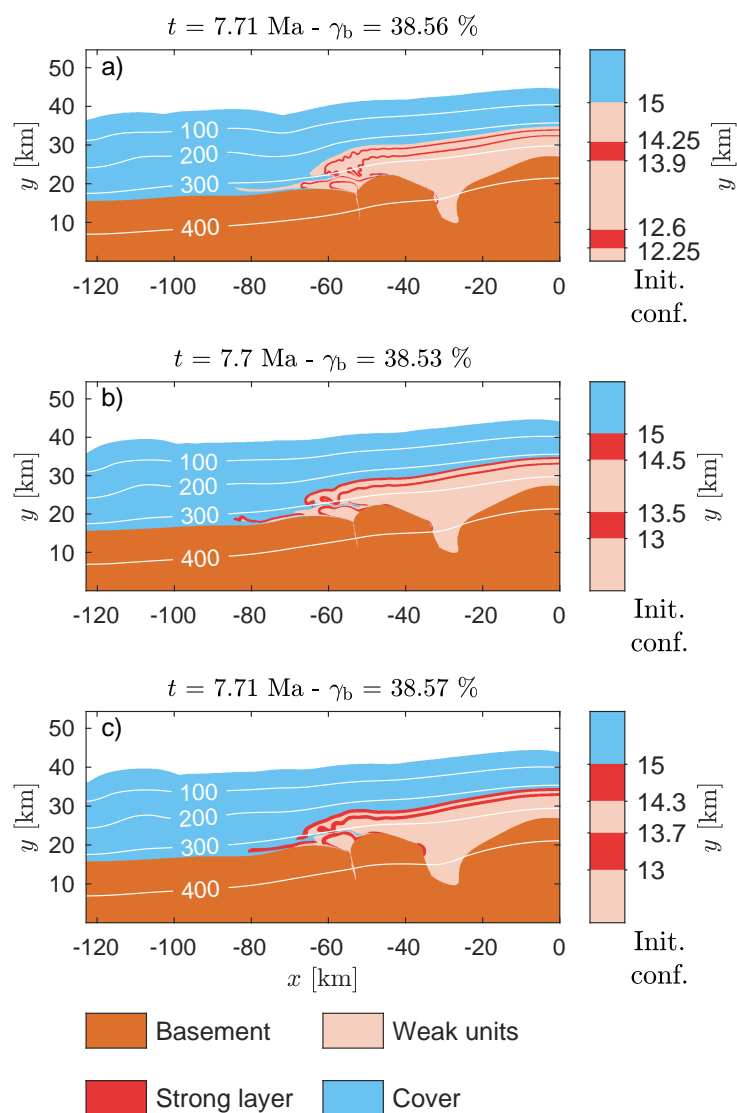 t = 7.71 Ma - γb = 38.56 %
a)
50
40
30
20
10
y [km]
100
200
300
400
-120 -100 -80 -60 -40 -20 0
15
14.25
13.9
12.6
12.25
y [km]
Init.
conf.
t = 7.7 Ma - γb = 38.53 %
b)
50
40
30
20
10
y [km]
100
200
300
400
-120 -100 -80 -60 -40 -20 0
15
14.5
13.5
13
y [km]
Init.
conf.
t = 7.71 Ma - γb = 38.57 %
c)
50
40
30
20
10
y [km]
100
200
300
400
-120 -100 -80 -60 -40 -20 0
x [km]
15
14.3
13.7
13
y [km]
Init.
conf.
Basement Weak units
Strong layer Cover